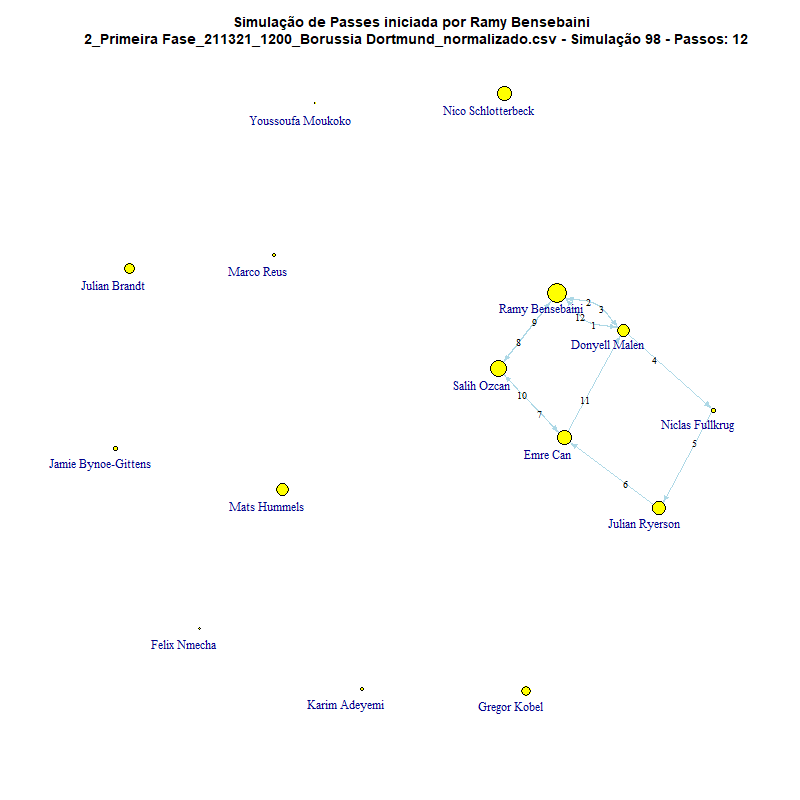 Simulação de Passes iniciada por Ramy Bensebaini
2_Primeira Fase_211321_1200_Borussia Dortmund_normalizado.csv - Simulação 98 - Passos: 12
Youssoufa Moukoko
Nico Schlotterbeck
Marco Reus
Julian Brandt
Ramy Bensebaini
2
3
12
1
9
8
Donyell Malen
4
Salih Ozcan
10
7
11
Niclas Fullkrug
5
Emre Can
6
Jamie Bynoe-Gittens
Mats Hummels
Julian Ryerson
Felix Nmecha
Karim Adeyemi
Gregor Kobel